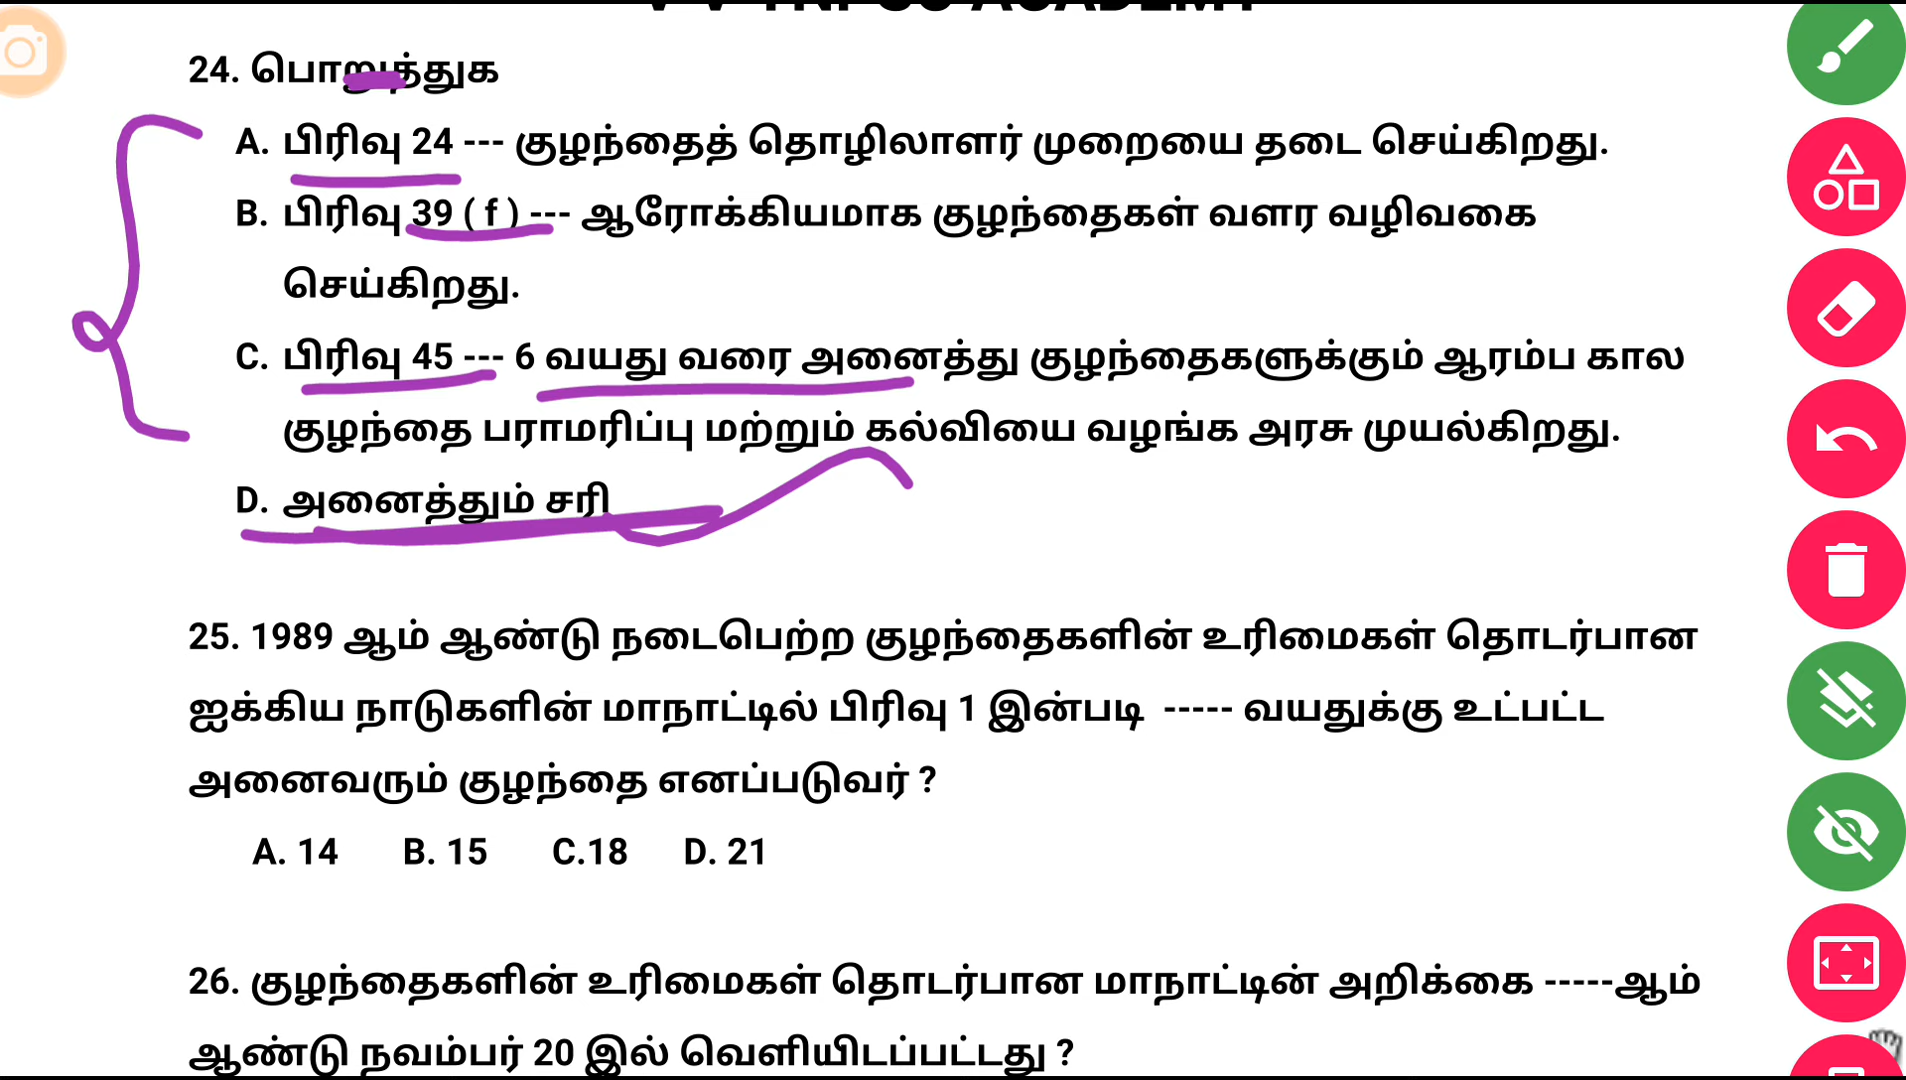 V V TNPSC ACADEMY
24. பொறுத்துக
A. பிரிவு 24 --- குழந்தைத் தொழிலாளர் முறையை தடை செய்கிறது.
B. பிரிவு 39 ( f ) --- ஆரோக்கியமாக குழந்தைகள் வளர வழிவகை
செய்கிறது.
C. பிரிவு 45 --- 6 வயது வரை அனைத்து குழந்தைகளுக்கும் ஆரம்ப கால
குழந்தை பராமரிப்பு மற்றும் கல்வியை வழங்க அரசு முயல்கிறது.
D. அனைத்தும் சரி
25. 1989 ஆம் ஆண்டு நடைபெற்ற குழந்தைகளின் உரிமைகள் தொடர்பான
ஐக்கிய நாடுகளின் மாநாட்டில் பிரிவு 1 இன்படி ----- வயதுக்கு உட்பட்ட
அனைவரும் குழந்தை எனப்படுவர் ?
A. 14 B. 15 C.18 D. 21
26. குழந்தைகளின் உரிமைகள் தொடர்பான மாநாட்டின் அறிக்கை -----ஆம்
ஆண்டு நவம்பர் 20 இல் வெளியிடப்பட்டது ?